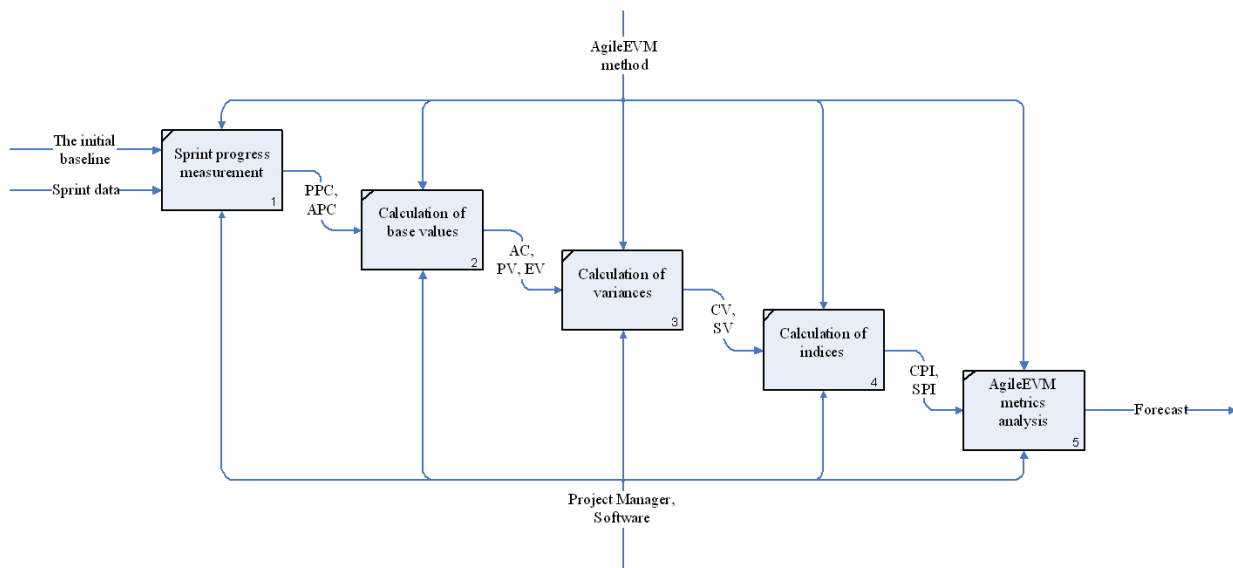 AgileEVM
method
The initial
baseline
Sprint data
Sprint progress
measurement
1
PPC,
APC
Calculation of
base values
2
AC,
PV, EV
Calculation of
variances
3
CV,
SV
Calculation of
indices
4
CPI,
SPI
AgileEVM
metrics
analysis
5
Forecast
Project Manager,
Software